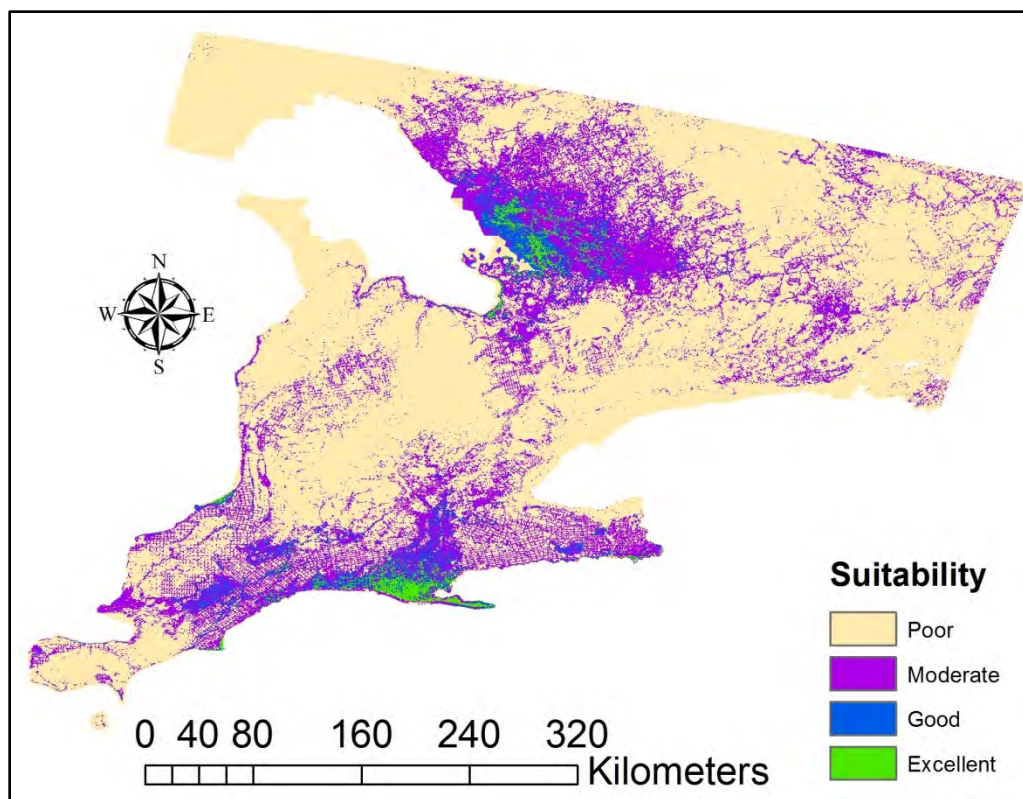 N
W E
S
Suitability
Poor
Moderate
Good
Excellent
0 40 80 160 240 320
Kilometers